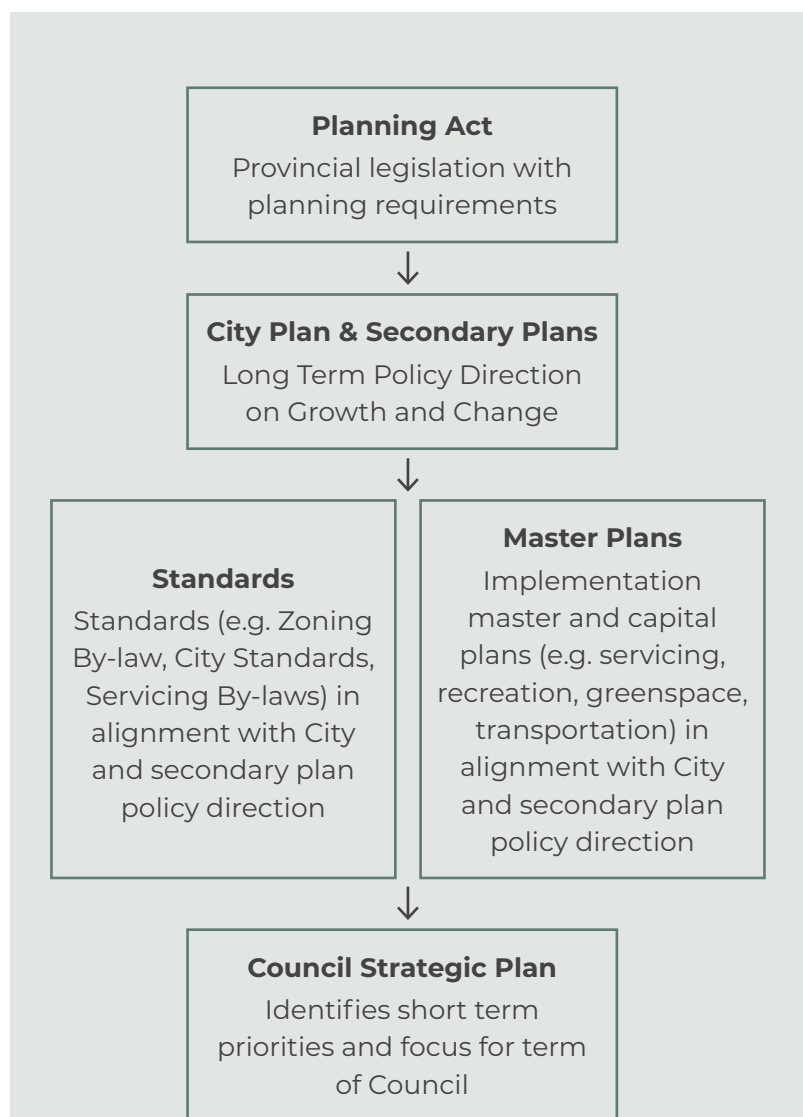 Planning Act
Provincial legislation with
planning requirements
City Plan & Secondary Plans
Long Term Policy Direction
on Growth and Change
Standards
Standards (e.g. Zoning
By-law, City Standards,
Servicing By-laws) in
alignment with City
and secondary plan
policy direction
Master Plans
Implementation
master and capital
plans (e.g. servicing,
recreation, greenspace,
transportation) in
alignment with City
and secondary plan
policy direction
Council Strategic Plan
Identifies short term
priorities and focus for term
of Council